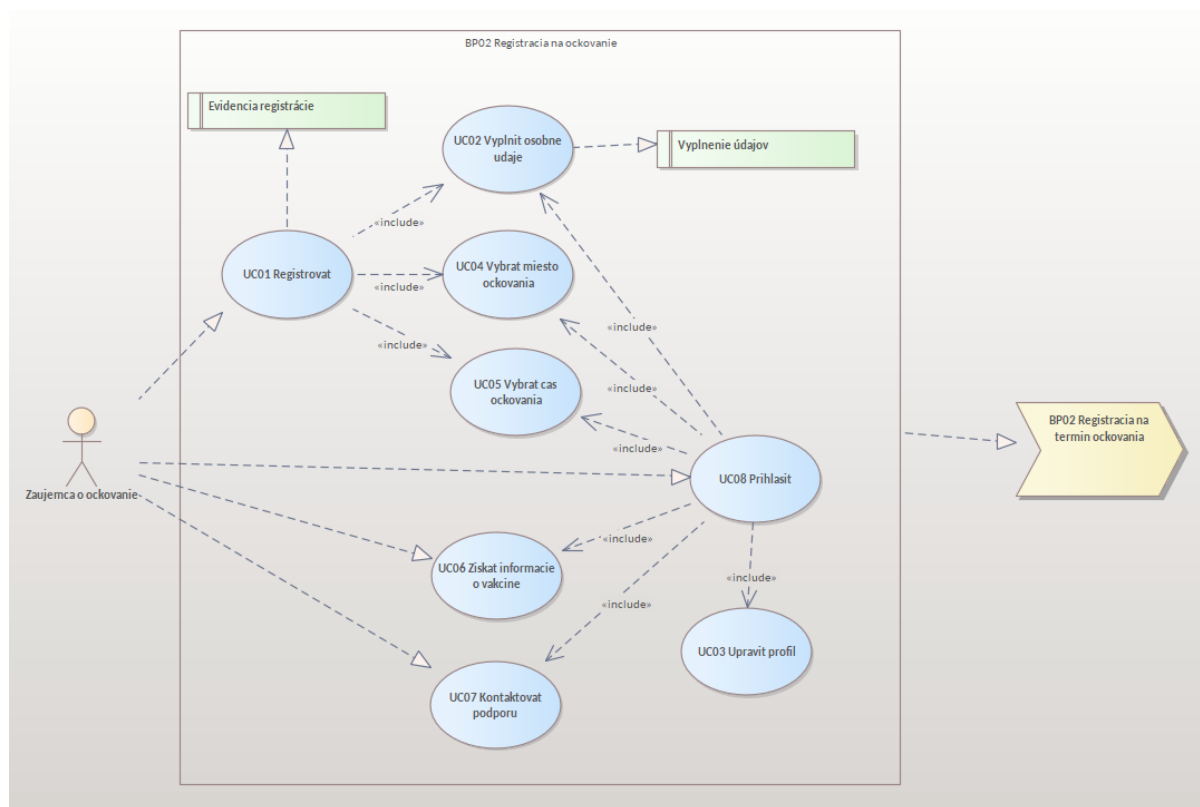 BP02 Registracia na ockovanie
Evidencia registrácie
UC02 Vyplnit osobne
udaje
Vyplnenie údajov
«include»
UC01 Registrovat
UC04 Vybrat miesto
ockovania
«include»
«include»
«include»
UC05 Vybrat cas
ockovania
«include»
«include»
BP02 Registracia na
termin ockovania
UC08 Prihlasit
Zaujemca o ockovanie
«include»
UC06 Ziskat informacie
o vakcine
«include»
«include»
UC03 Upravit profil
UC07 Kontaktovat
podporu